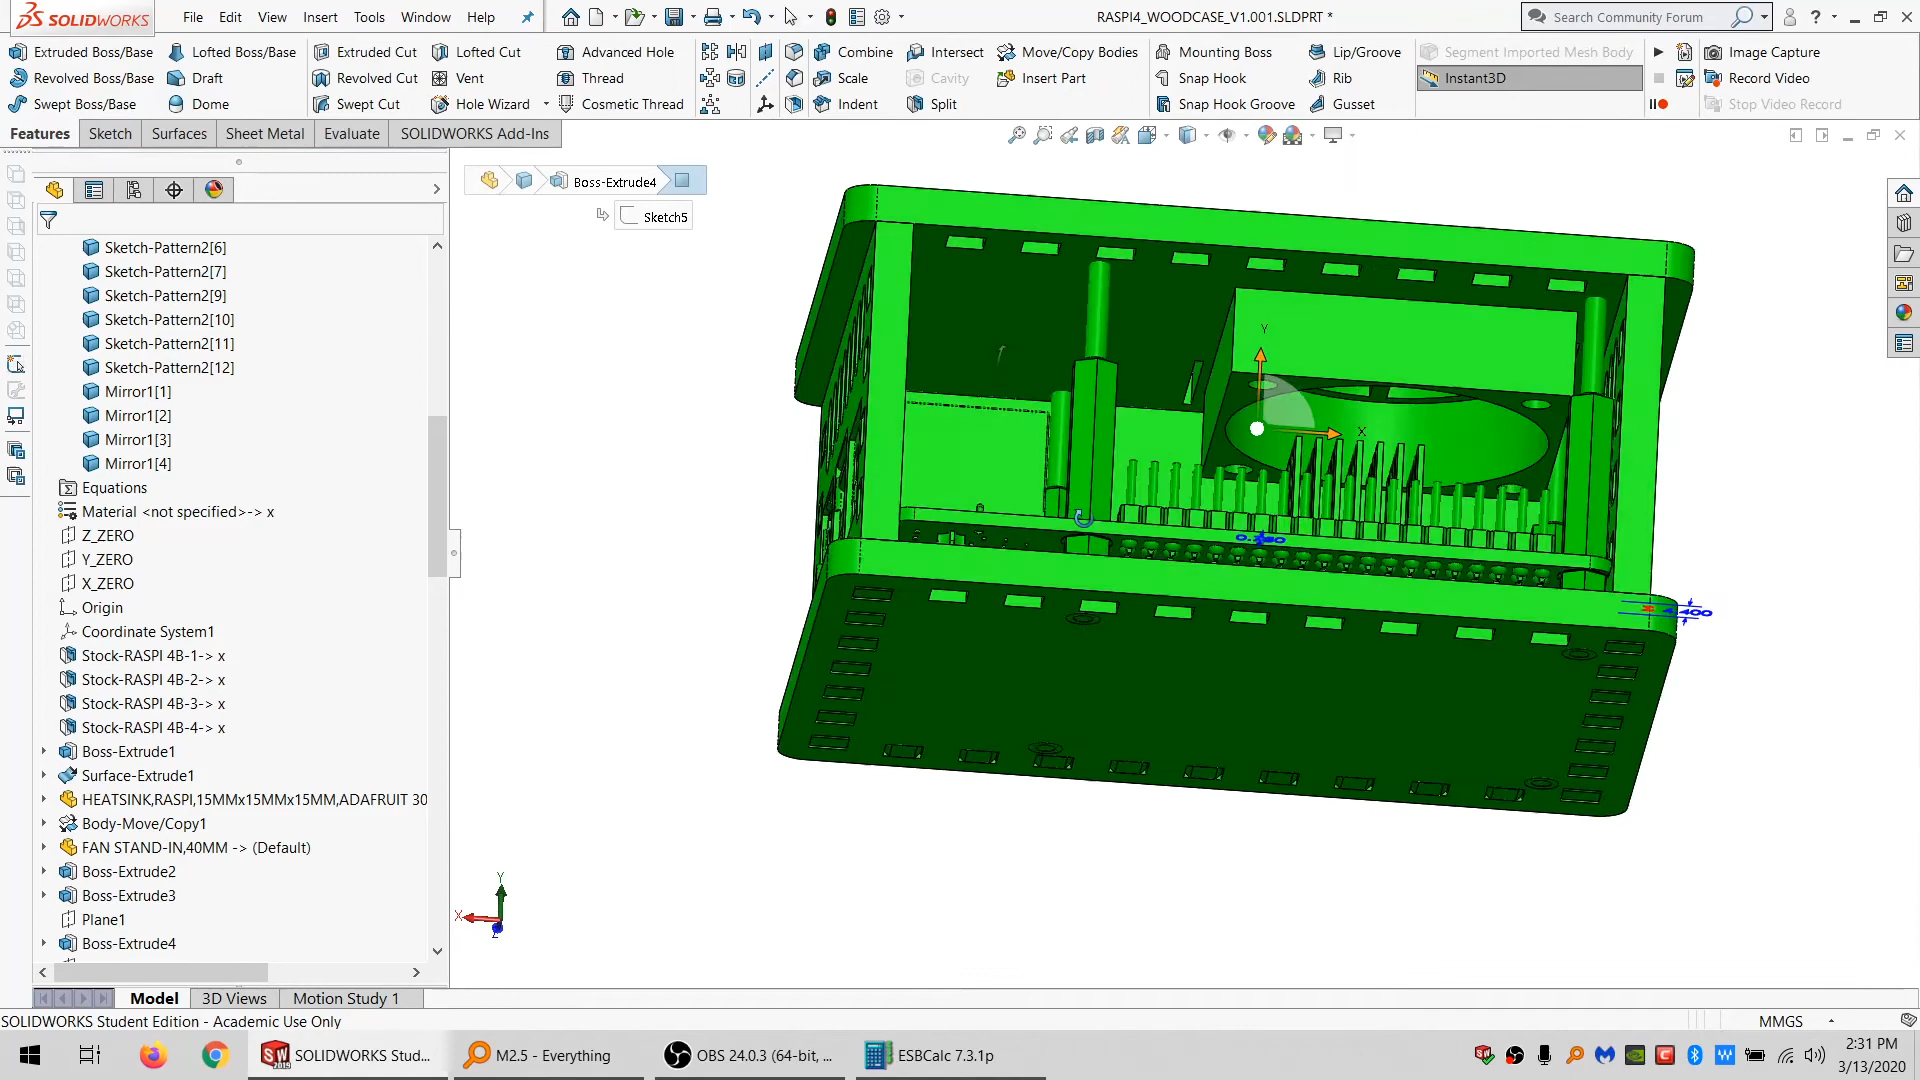 SOLIDWORKS
File Edit View Insert Tools Window Help
RASPI4_WOODCASE_V1.001.SLDPRT *
Search Community Forum
Extruded Boss/Base
Lofted Boss/Base
Extruded Cut
Lofted Cut
Advanced Hole
Combine
Intersect
Move/Copy Bodies
Mounting Boss
Lip/Groove
Segment Imported Mesh Body
Image Capture
Revolved Boss/Base
Draft
Revolved Cut
Vent
Thread
Scale
Cavity
Insert Part
Snap Hook
Rib
Instant3D
Record Video
Swept Boss/Base
Dome
Swept Cut
Hole Wizard
Cosmetic Thread
Indent
Split
Snap Hook Groove
Gusset
Stop Video Record
Features Sketch Surfaces Sheet Metal Evaluate SOLIDWORKS Add-Ins
Boss-Extrude4
Sketch5
Sketch-Pattern2[6]
Sketch-Pattern2[7]
Sketch-Pattern2[9]
Sketch-Pattern2[10]
Sketch-Pattern2[11]
Sketch-Pattern2[12]
Mirror1[1]
Mirror1[2]
Mirror1[3]
Mirror1[4]
Equations
Material <not specified>-> x
Z_ZERO
Y_ZERO
X_ZERO
Origin
Coordinate System1
Stock-RASPI 4B-1-> x
Stock-RASPI 4B-2-> x
Stock-RASPI 4B-3-> x
Stock-RASPI 4B-4-> x
Boss-Extrude1
Surface-Extrude1
HEATSINK,RASPI,15MMx15MMx15MM,ADAFRUIT 30
Body-Move/Copy1
FAN STAND-IN,40MM -> (Default)
Boss-Extrude2
Boss-Extrude3
Plane1
Boss-Extrude4
Y
X
Y
X
Z
Model 3D Views Motion Study 1
SOLIDWORKS Student Edition - Academic Use Only
MMGS
SOLIDWORKS Stud...
M2.5 - Everything
OBS 24.0.3 (64-bit, ...
ESBCalc 7.3.1p
2:31 PM
3/13/2020